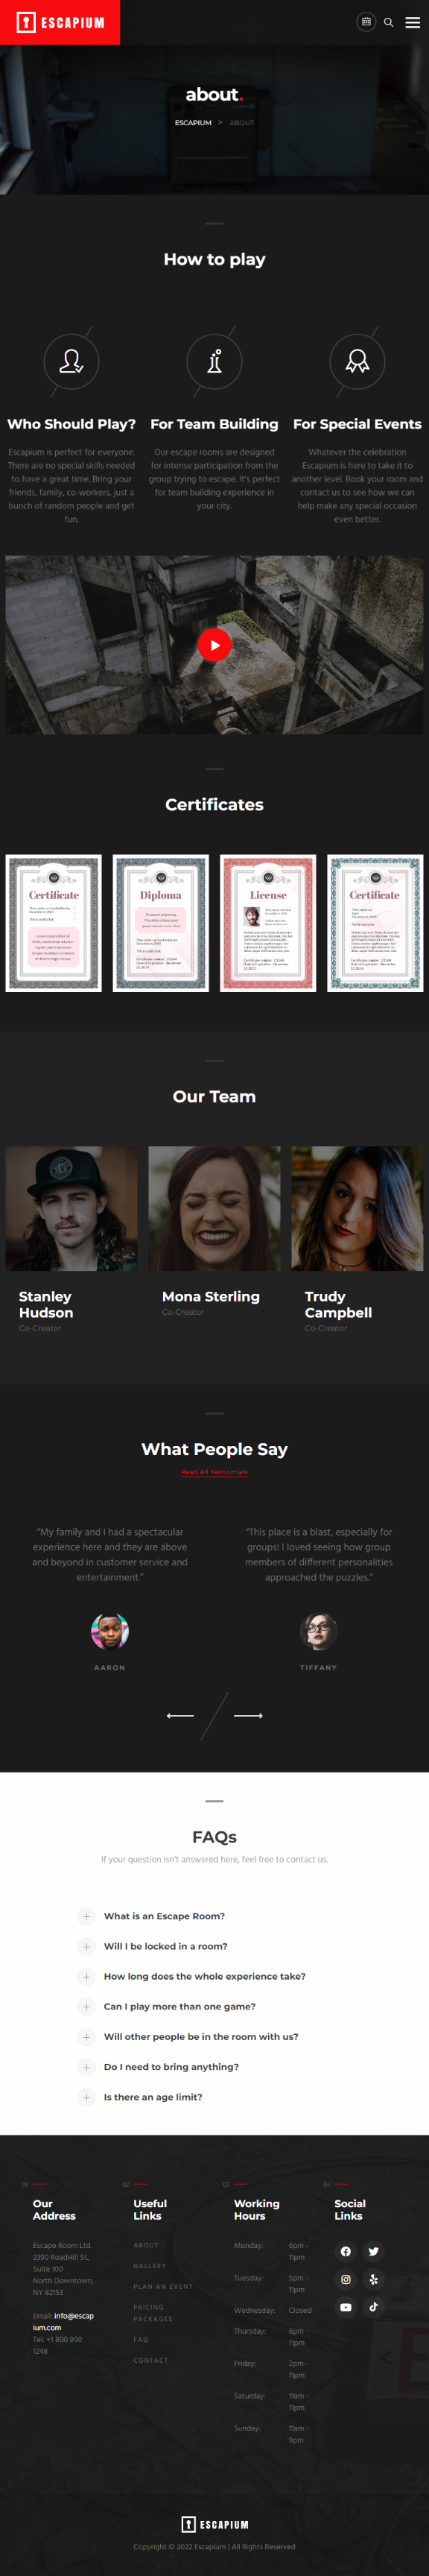 ESCAPIUM
about.
ESCAPIUM > ABOUT
How to play
Who Should Play?
Escapium is perfect for everyone.
There are no special skills needed
to have a great time. Bring your
friends, family, co-workers, just a
bunch of random people and get
fun.
For Team Building
Our escape rooms are designed
for intense participation from the
group trying to escape. It's perfect
for team building experience in
your city.
For Special Events
Whatever the celebration
Escapium is here to take it to
another level. Book your room and
contact us to see how we can
help make any special occasion
even better.
Certificates
Certificate
Diploma
License
Certificate
Our Team
Stanley
Hudson
Co-Creator
Mona Sterling
Co-Creator
Trudy
Campbell
Co-Creator
What People Say
Read All Testiomials
“My family and I had a spectacular
experience here and they are above
and beyond in customer service and
entertainment.”
AARON
“This place is a blast, especially for
groups! I loved seeing how group
members of different personalities
approached the puzzles.”
TIFFANY
FAQs
If your question isn't answered here, feel free to contact us.
What is an Escape Room?
Will I be locked in a room?
How long does the whole experience take?
Can I play more than one game?
Will other people be in the room with us?
Do I need to bring anything?
Is there an age limit?
01
Our
Address
Escape Room Ltd.
2390 RoadHill St.,
Suite 100
North Downtown,
NY 82153
Email: info@escap
ium.com
Tel: +1 800 900
1248
02
Useful
Links
ABOUT
GALLERY
PLAN AN EVENT
PRICING
PACKAGES
FAQ
CONTACT
03
Working
Hours
Monday: 6pm -
11pm
Tuesday: 5pm -
11pm
Wednesday: Closed
Thursday: 6pm -
11pm
Friday: 2pm -
11pm
Saturday: 11am -
11pm
Sunday: 11am -
9pm
04
Social
Links
ESCAPIUM
Copyright © 2022 Escapium | All Rights Reserved